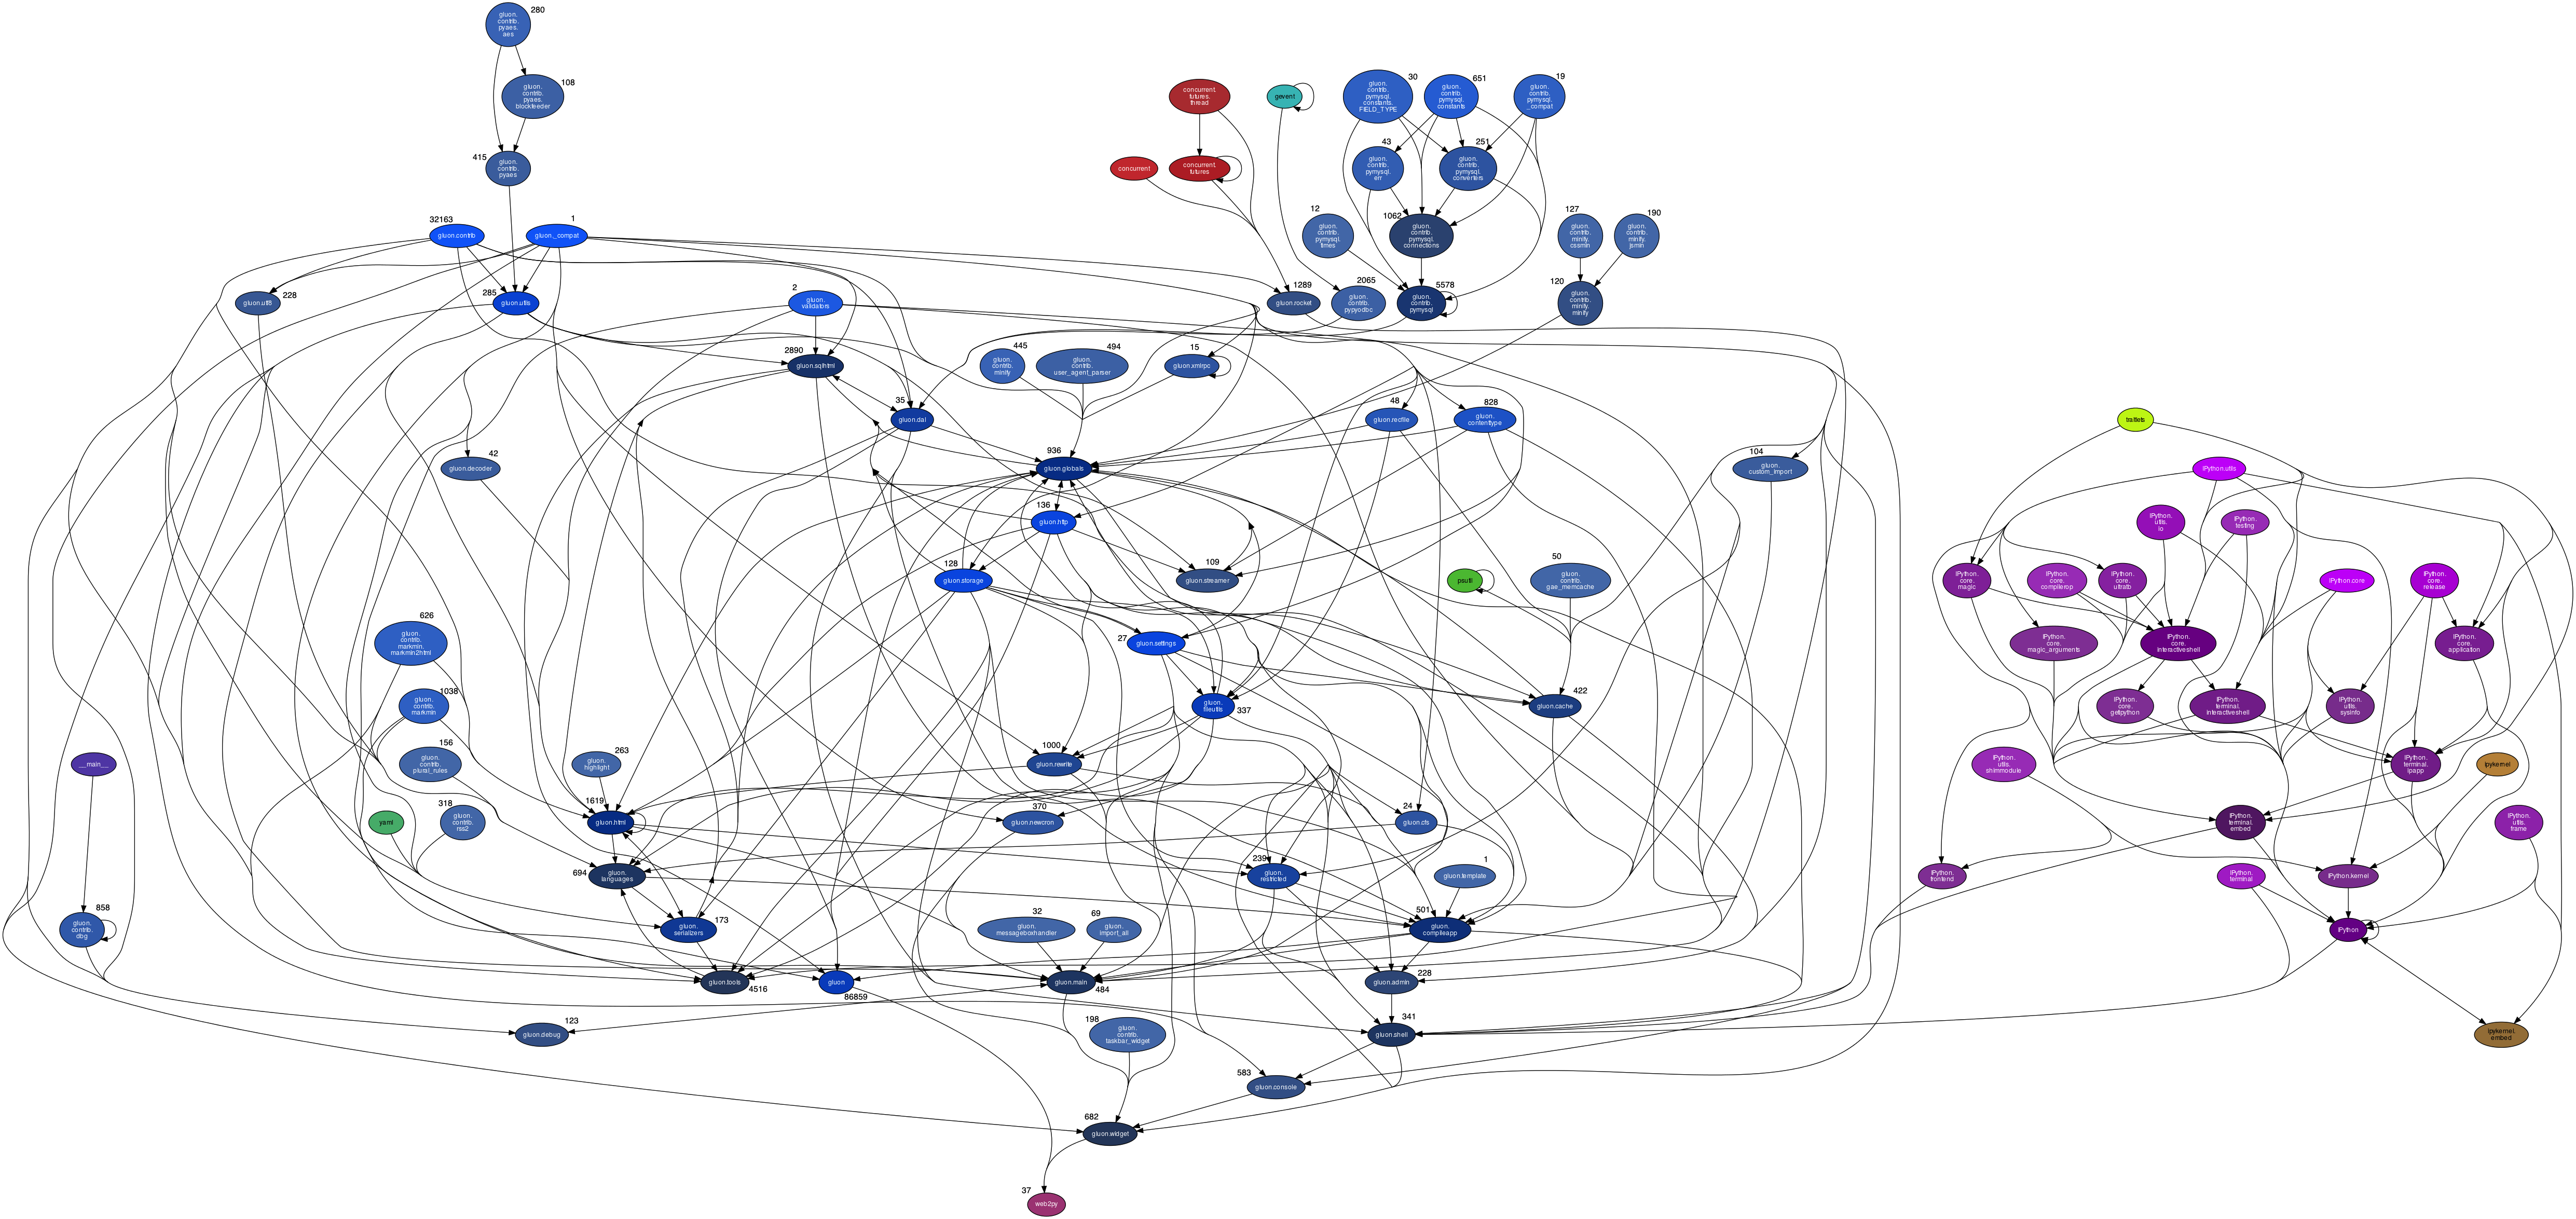 280
gluon.
contrib.
pyaes.
aes
108
gluon.
contrib.
pyaes.
blockfeeder
concurrent.
futures.
thread
gevent
30
gluon.
contrib.
pymysql.
constants.
FIELD_TYPE
651
gluon.
contrib.
pymysql.
constants
19
gluon.
contrib.
pymysql.
_compat
415
gluon.
contrib.
pyaes
concurrent
concurrent.
futures
43
gluon.
contrib.
pymysql.
err
251
gluon.
contrib.
pymysql.
converters
32163
gluon.contrib
1
gluon._compat
12
gluon.
contrib.
pymysql.
times
1062
gluon.
contrib.
pymysql.
connections
127
gluon.
contrib.
minify.
cssmin
190
gluon.
contrib.
minify.
jsmin
gluon.utf8
228
285
gluon.utils
2
gluon.
validators
1289
gluon.rocket
2065
gluon.
contrib.
pypyodbc
5578
gluon.
contrib.
pymysql
120
gluon.
contrib.
minify.
minify
2890
gluon.sqlhtml
445
gluon.
contrib.
minify
494
gluon.
contrib.
user_agent_parser
15
gluon.xmlrpc
35
gluon.dal
48
gluon.recfile
828
gluon.
contenttype
traitlets
42
gluon.decoder
936
gluon.globals
104
gluon.
custom_import
IPython.utils
136
gluon.http
IPython.
utils.
io
IPython.
testing
128
gluon.storage
109
gluon.streamer
psutil
50
gluon.
contrib.
gae_memcache
IPython.
core.
magic
IPython.
core.
compilerop
IPython.
core.
ultratb
IPython.core
IPython.
core.
release
626
gluon.
contrib.
markmin.
markmin2html
27
gluon.settings
IPython.
core.
magic_arguments
IPython.
core.
interactiveshell
IPython.
core.
application
1038
gluon.
contrib.
markmin
gluon.
fileutils
337
422
gluon.cache
IPython.
core.
getipython
IPython.
terminal.
interactiveshell
IPython.
utils.
sysinfo
__main__
156
gluon.
contrib.
plural_rules
263
gluon.
highlight
1000
gluon.rewrite
IPython.
utils.
shimmodule
IPython.
terminal.
ipapp
ipykernel
yaml
318
gluon.
contrib.
rss2
1619
gluon.html
370
gluon.newcron
24
gluon.cfs
IPython.
terminal.
embed
IPython.
utils.
frame
694
gluon.
languages
239
gluon.
restricted
1
gluon.template
IPython.
frontend
IPython.
terminal
IPython.kernel
858
gluon.
contrib.
dbg
gluon.
serializers
173
32
gluon.
messageboxhandler
69
gluon.
import_all
501
gluon.
compileapp
IPython
gluon.tools
4516
gluon
86859
gluon.main
484
228
gluon.admin
123
gluon.debug
198
gluon.
contrib.
taskbar_widget
341
gluon.shell
ipykernel.
embed
583
gluon.console
682
gluon.widget
37
web2py